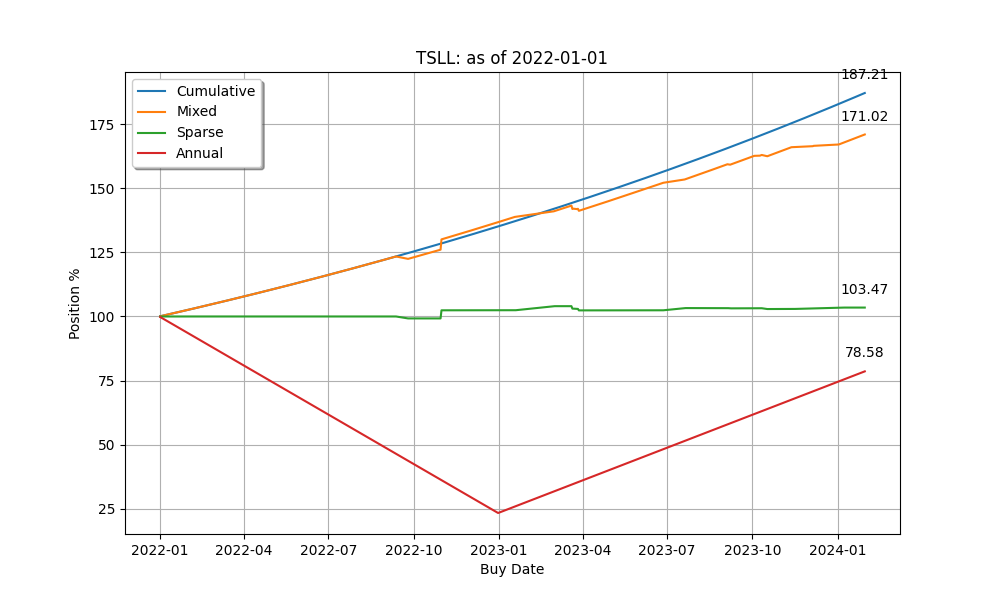 TSLL: as of 2022-01-01
Cumulative
Mixed
Sparse
Annual
187.21
171.02
103.47
78.58
Position %
175
150
125
100
75
50
25
2022-01 2022-04 2022-07 2022-10 2023-01 2023-04 2023-07 2023-10 2024-01
Buy Date